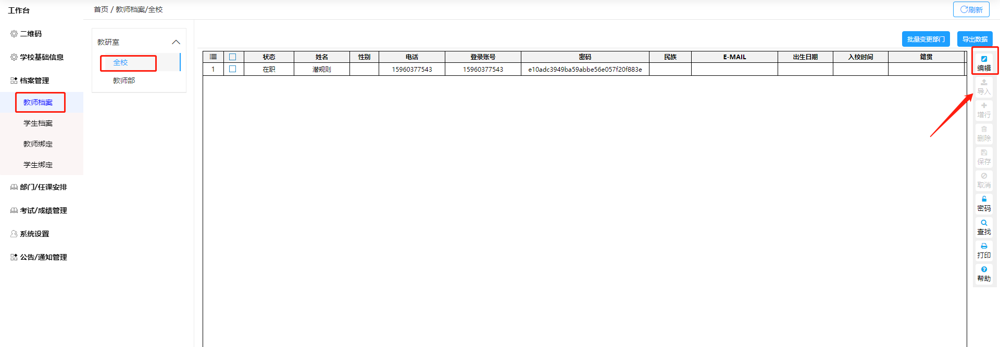 工作台
首页 / 教师档案/全校
刷新
二维码
学校基础信息
档案管理
教师档案
学生档案
教师绑定
学生绑定
部门/任课安排
考试/成绩管理
系统设置
公告/通知管理
教研室
全校
教师部
批量变更部门 导出数据
状态 姓名 性别 电话 登录账号 密码 民族 E-MAIL 出生日期 入校时间 籍贯
1 在职 潜规则 15960377543 15960377543 e10adc3949ba59abbe56e057f20f883e
编辑
导入
增行
删除
保存
取消
密码
查找
打印
帮助